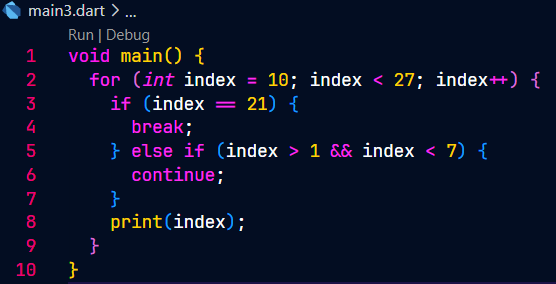 main3.dart > ...
Run | Debug
1 void main() {
2   for (int index = 10; index < 27; index++) {
3     if (index == 21) {
4       break;
5     } else if (index > 1 && index < 7) {
6       continue;
7     }
8     print(index);
9   }
10 }